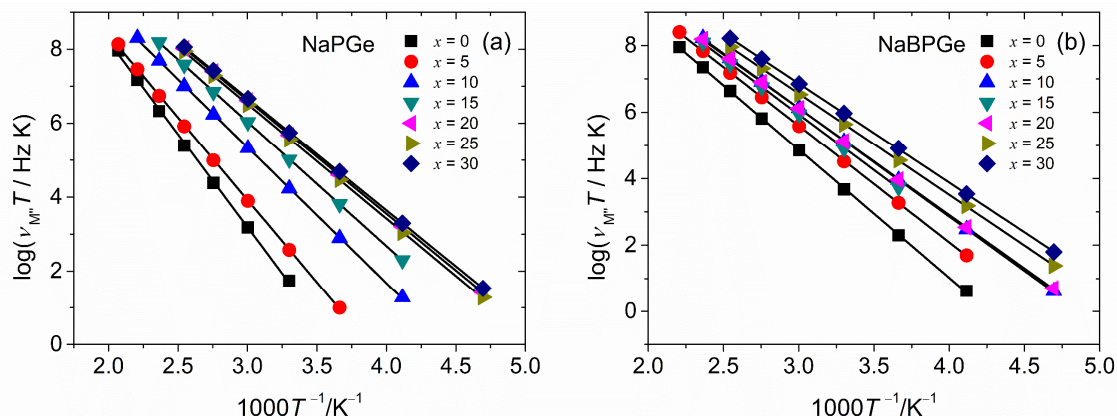 NaPGe
(a)
x = 0
x = 5
x = 10
x = 15
x = 20
x = 25
x = 30
log(ν_M″T / Hz K)
8
6
4
2
0
2.0 2.5 3.0 3.5 4.0 4.5 5.0
1000T ⁻¹/K⁻¹
NaBPGe
(b)
x = 0
x = 5
x = 10
x = 15
x = 20
x = 25
x = 30
log(ν_M″T / Hz K)
8
6
4
2
0
2.0 2.5 3.0 3.5 4.0 4.5 5.0
1000T ⁻¹/K⁻¹